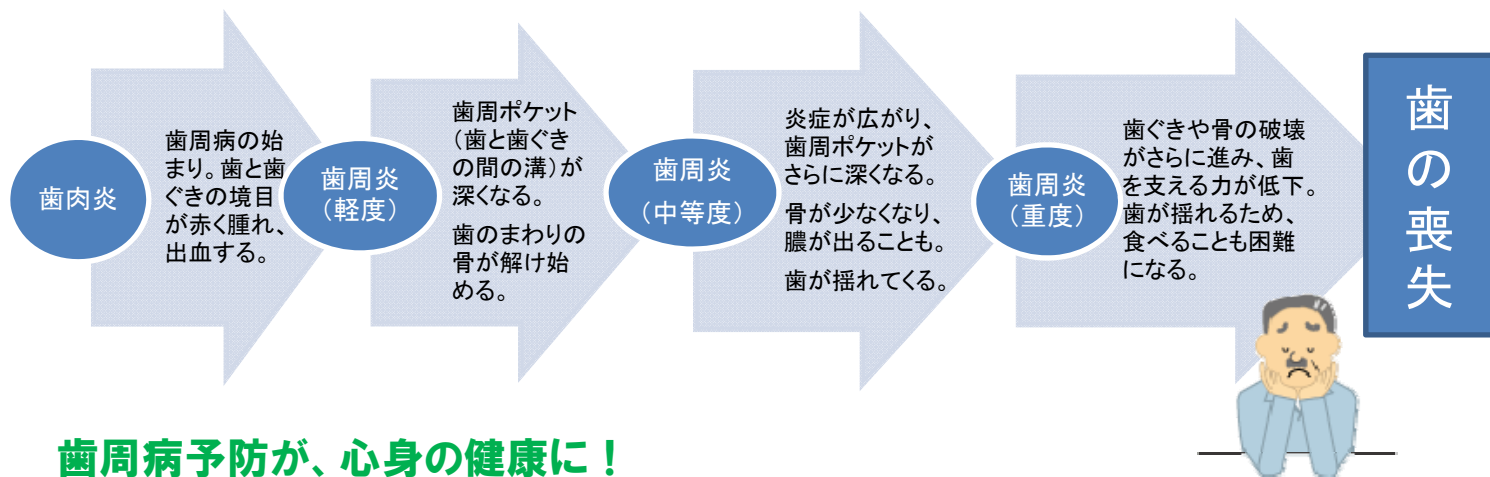 歯肉炎
歯周病の始
まり。歯と歯
ぐきの境目
が赤く腫れ、
出血する。
歯周炎
（軽度）
歯周ポケット
（歯と歯ぐき
の間の溝）が
深くなる。
歯のまわりの
骨が解け始
める。
歯周炎
（中等度）
炎症が広がり、
歯周ポケットが
さらに深くなる。
骨が少なくなり、
膿が出ることも。
歯が揺れてくる。
歯周炎
（重度）
歯ぐきや骨の破壊
がさらに進み、歯
を支える力が低下。
歯が揺れるため、
食べることも困難
になる。
歯の喪失
歯周病予防が、心身の健康に！